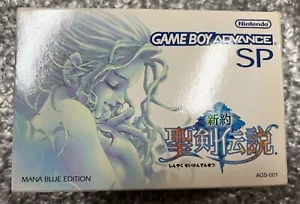 Nintendo
GAME BOY ADVANCE
SP
新約
聖剣伝説
しんやくせいけんでんせつ
MANA BLUE EDITION
AGS-001